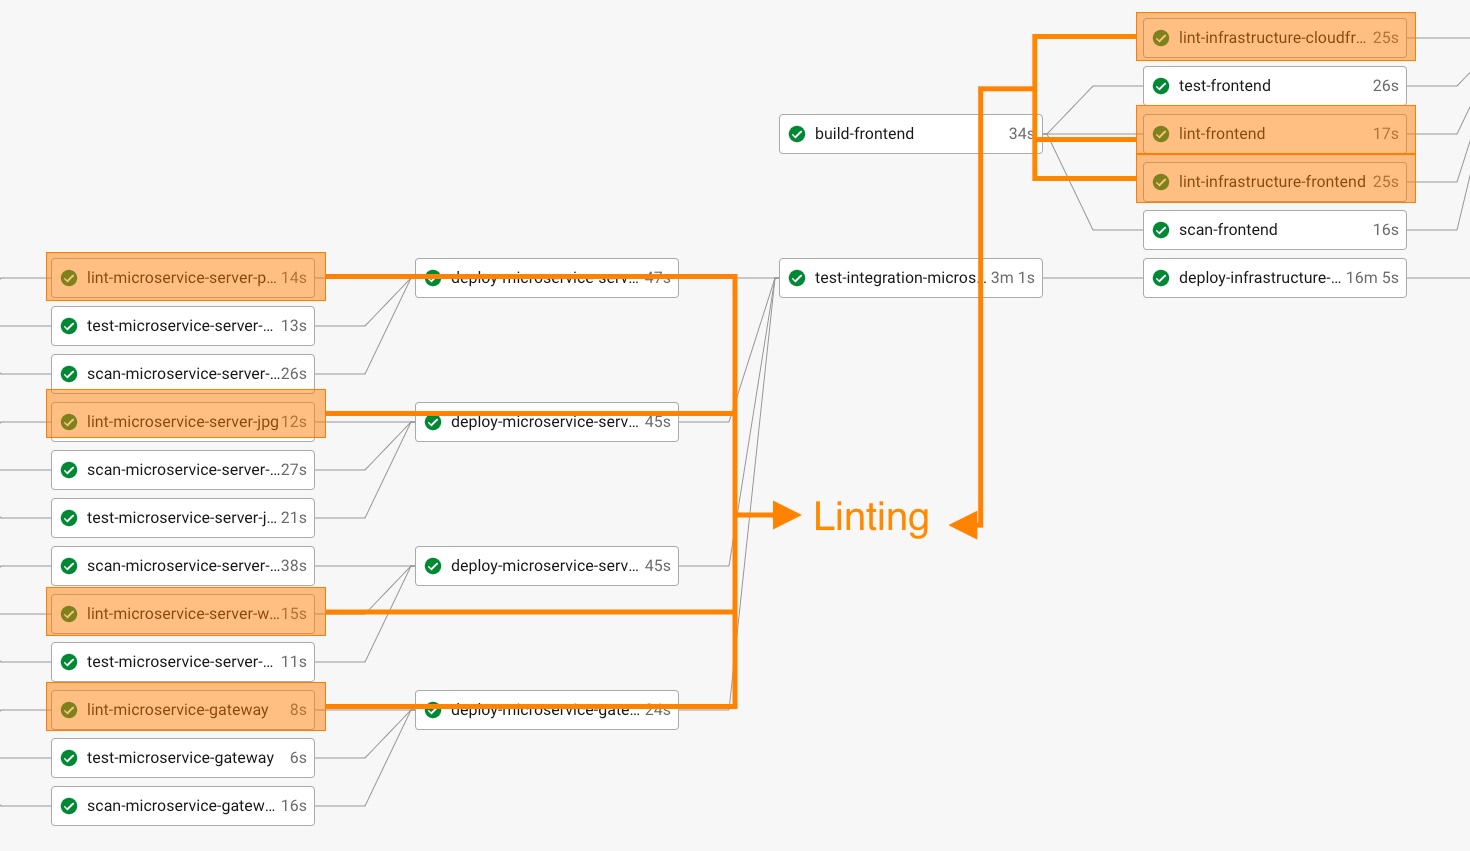 lint-infrastructure-cloudfr... 25s
test-frontend 26s
build-frontend 34s
lint-frontend 17s
lint-infrastructure-frontend 25s
scan-frontend 16s
lint-microservice-server-p... 14s
deploy-microservice-serv... 47s
test-integration-micros... 3m 1s
deploy-infrastructure-... 16m 5s
test-microservice-server-... 13s
scan-microservice-server-... 26s
lint-microservice-server-jpg 12s
deploy-microservice-serv... 45s
scan-microservice-server-... 27s
test-microservice-server-j... 21s
Linting
scan-microservice-server-... 38s
deploy-microservice-serv... 45s
lint-microservice-server-w... 15s
test-microservice-server-... 11s
lint-microservice-gateway 8s
deploy-microservice-gate... 24s
test-microservice-gateway 6s
scan-microservice-gatew... 16s